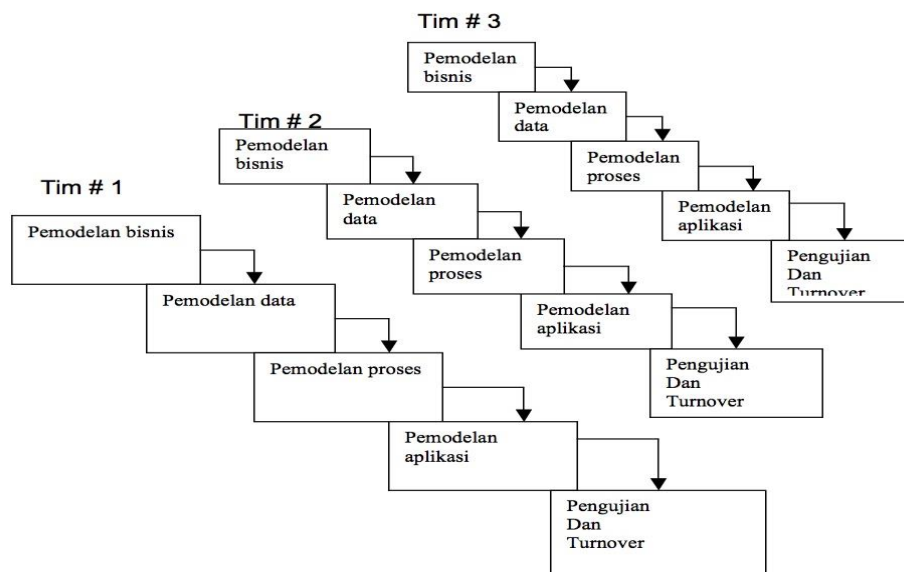 Tim # 3
Pemodelan
bisnis
Pemodelan
data
Pemodelan
proses
Pemodelan
aplikasi
Pengujian
Dan
Turnover
Tim # 2
Pemodelan
bisnis
Pemodelan
data
Pemodelan
proses
Pemodelan
aplikasi
Pengujian
Dan
Turnover
Tim # 1
Pemodelan bisnis
Pemodelan data
Pemodelan proses
Pemodelan
aplikasi
Pengujian
Dan
Turnover